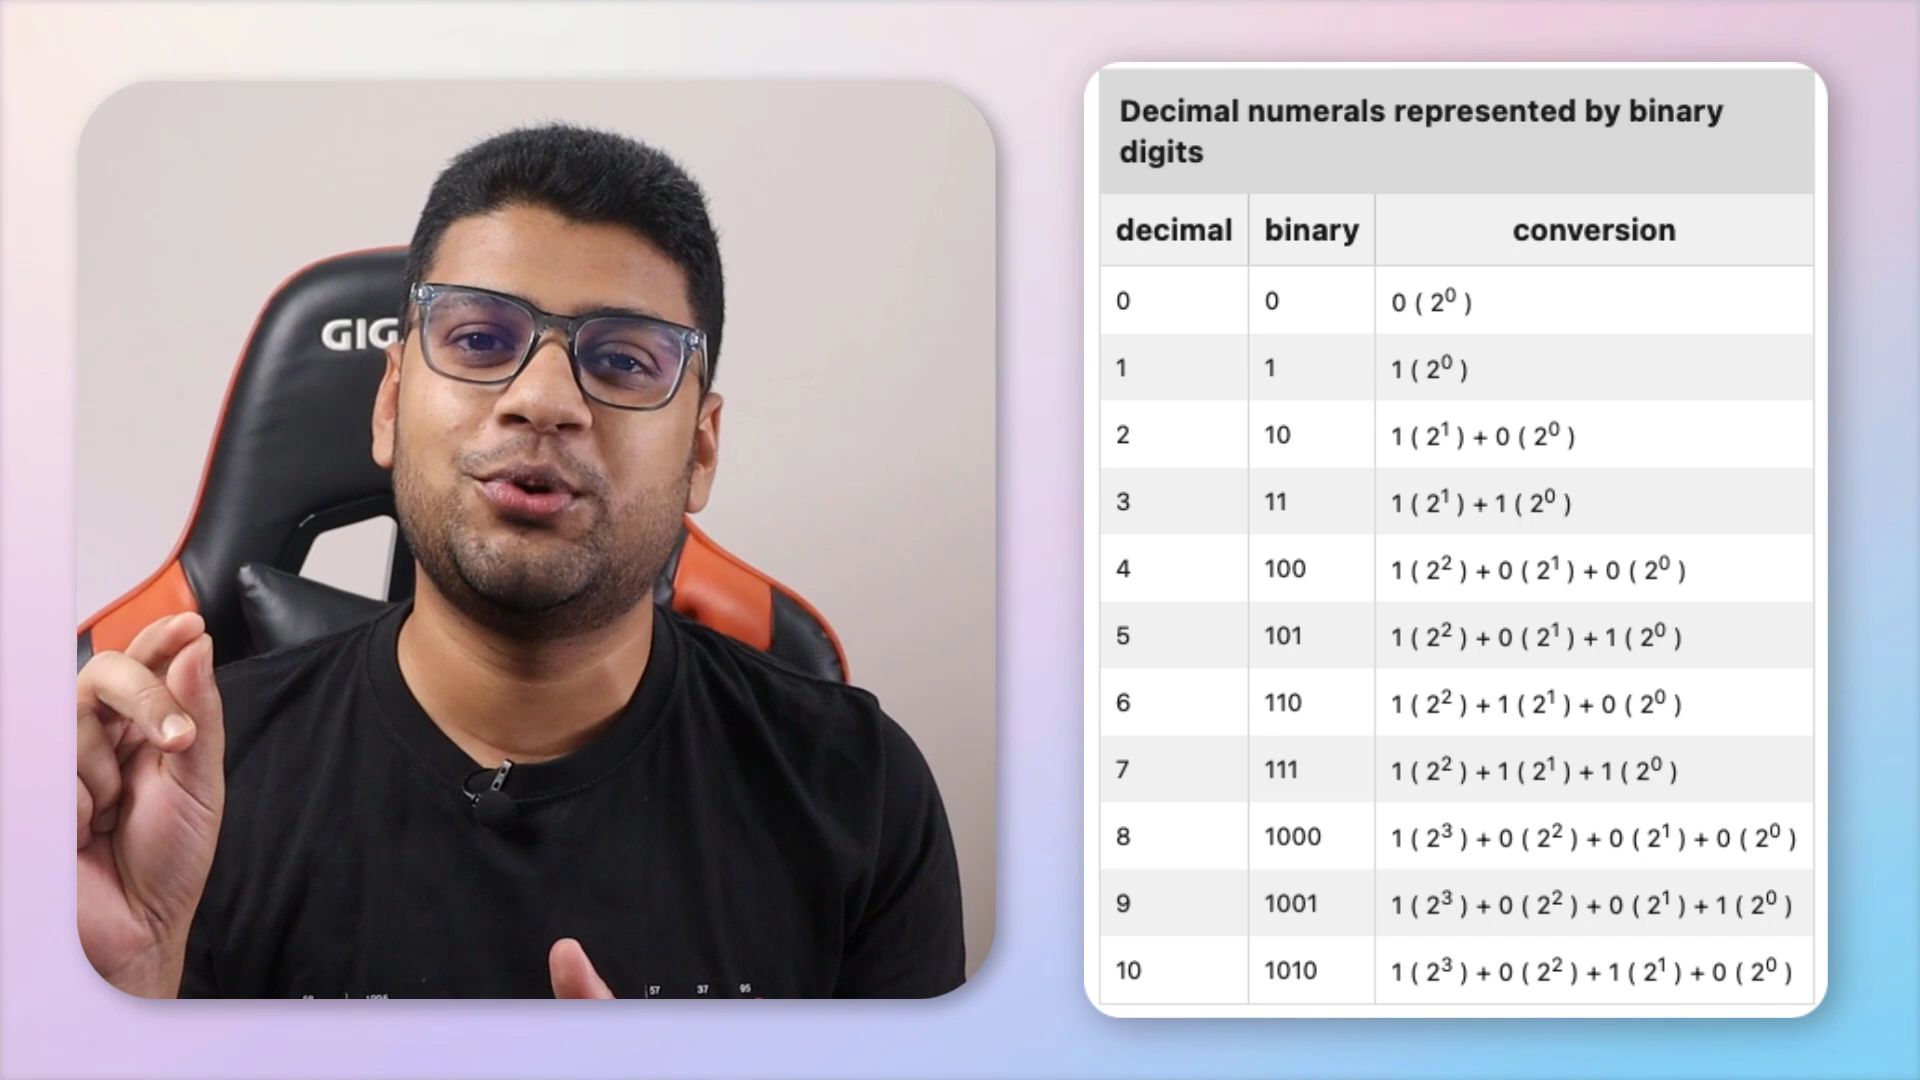 GIG
57 37 95
Decimal numerals represented by binary
digits
decimal binary conversion
0 0 0 ( 2⁰ )
1 1 1 ( 2⁰ )
2 10 1 ( 2¹ ) + 0 ( 2⁰ )
3 11 1 ( 2¹ ) + 1 ( 2⁰ )
4 100 1 ( 2² ) + 0 ( 2¹ ) + 0 ( 2⁰ )
5 101 1 ( 2² ) + 0 ( 2¹ ) + 1 ( 2⁰ )
6 110 1 ( 2² ) + 1 ( 2¹ ) + 0 ( 2⁰ )
7 111 1 ( 2² ) + 1 ( 2¹ ) + 1 ( 2⁰ )
8 1000 1 ( 2³ ) + 0 ( 2² ) + 0 ( 2¹ ) + 0 ( 2⁰ )
9 1001 1 ( 2³ ) + 0 ( 2² ) + 0 ( 2¹ ) + 1 ( 2⁰ )
10 1010 1 ( 2³ ) + 0 ( 2² ) + 1 ( 2¹ ) + 0 ( 2⁰ )